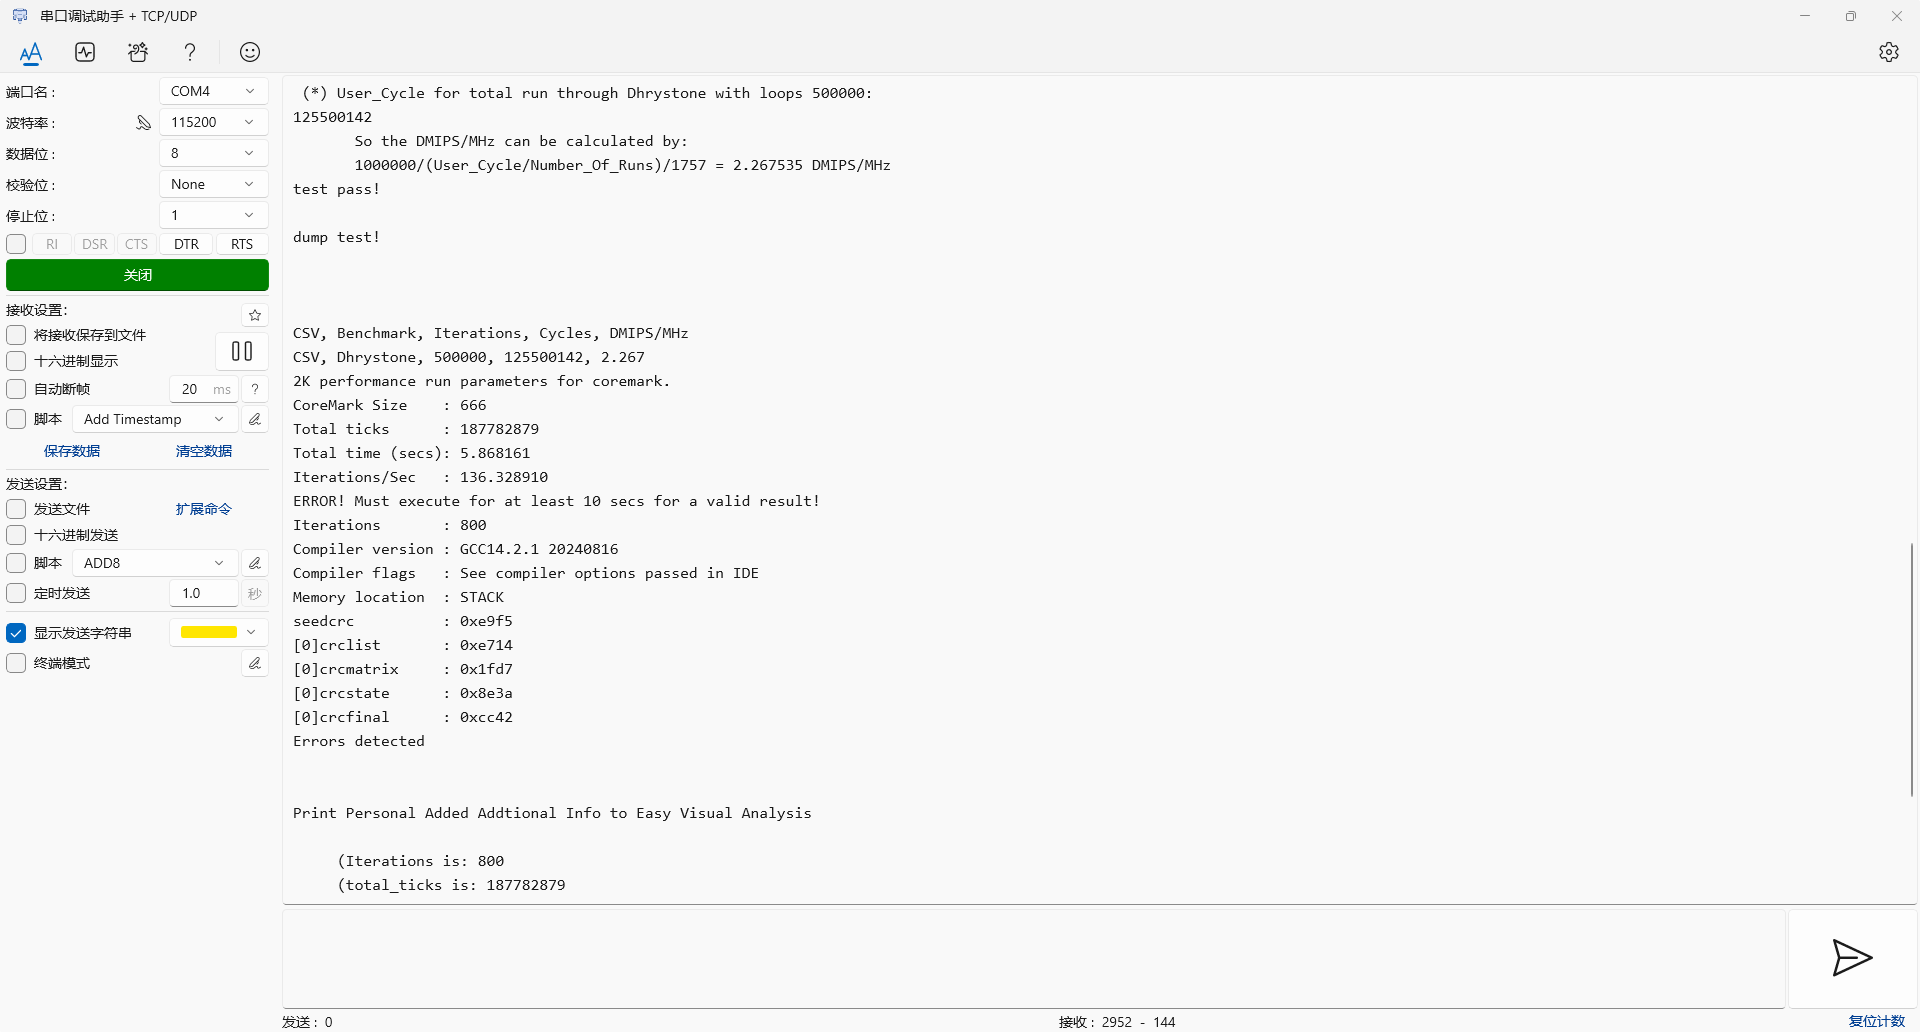 串口调试助手 + TCP/UDP
端口名：
COM4
波特率：
115200
数据位：
8
校验位：
None
停止位：
1
RI DSR CTS DTR RTS
关闭
接收设置：
将接收保存到文件
十六进制显示
自动断帧
20 ms ?
脚本
Add Timestamp
保存数据
清空数据
发送设置：
发送文件
扩展命令
十六进制发送
脚本
ADD8
定时发送
1.0
秒
显示发送字符串
终端模式
(*) User_Cycle for total run through Dhrystone with loops 500000:
125500142
So the DMIPS/MHz can be calculated by:
1000000/(User_Cycle/Number_Of_Runs)/1757 = 2.267535 DMIPS/MHz
test pass!
dump test!
CSV, Benchmark, Iterations, Cycles, DMIPS/MHz
CSV, Dhrystone, 500000, 125500142, 2.267
2K performance run parameters for coremark.
CoreMark Size    : 666
Total ticks      : 187782879
Total time (secs): 5.868161
Iterations/Sec   : 136.328910
ERROR! Must execute for at least 10 secs for a valid result!
Iterations       : 800
Compiler version : GCC14.2.1 20240816
Compiler flags   : See compiler options passed in IDE
Memory location  : STACK
seedcrc          : 0xe9f5
[0]crclist       : 0xe714
[0]crcmatrix     : 0x1fd7
[0]crcstate      : 0x8e3a
[0]crcfinal      : 0xcc42
Errors detected
Print Personal Added Addtional Info to Easy Visual Analysis
(Iterations is: 800
(total_ticks is: 187782879
发送：0
接收：2952 - 144
复位计数